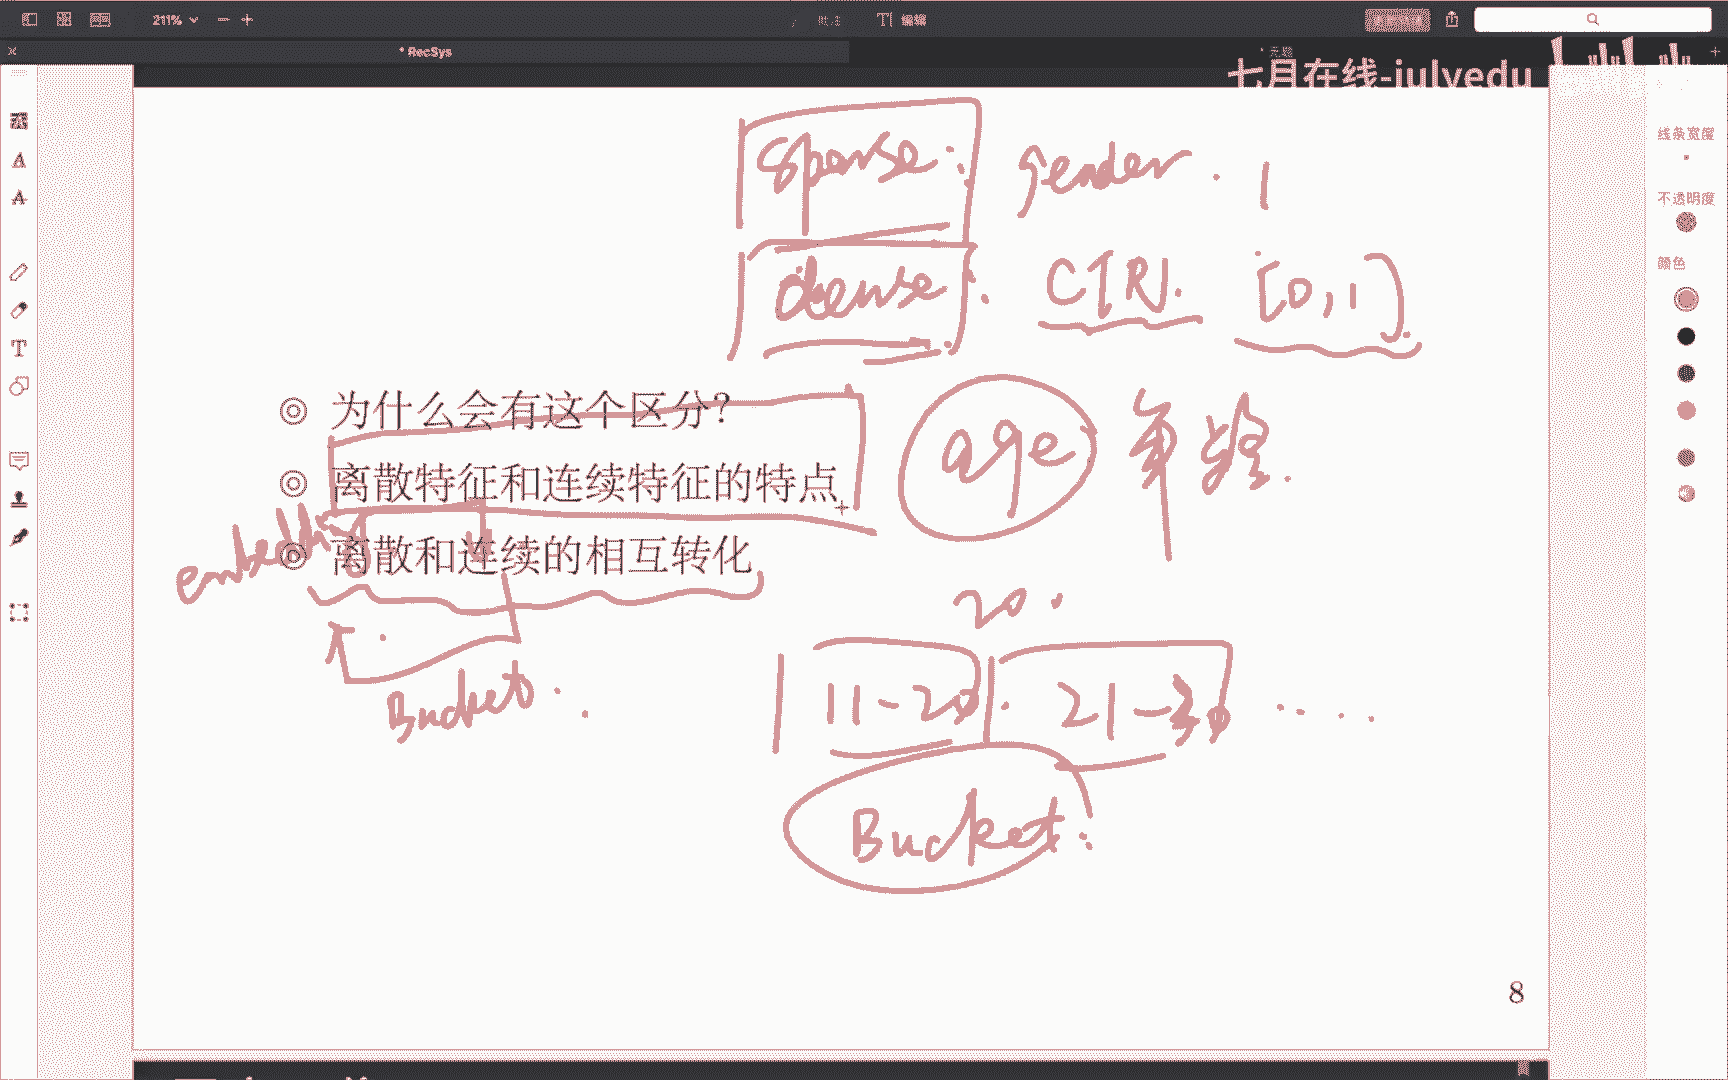 211%
T| 编辑
* RecSys
七月在线-julyedu
线条宽度
不透明度
颜色
sparse: gender. 1
dense: CTR. [0,1]
为什么会有这个区分?
离散特征和连续特征的特点
离散和连续的相互转化
embedding
Bucket.
age 年龄.
20.
11-20. 21-30 ....
Bucket:
8